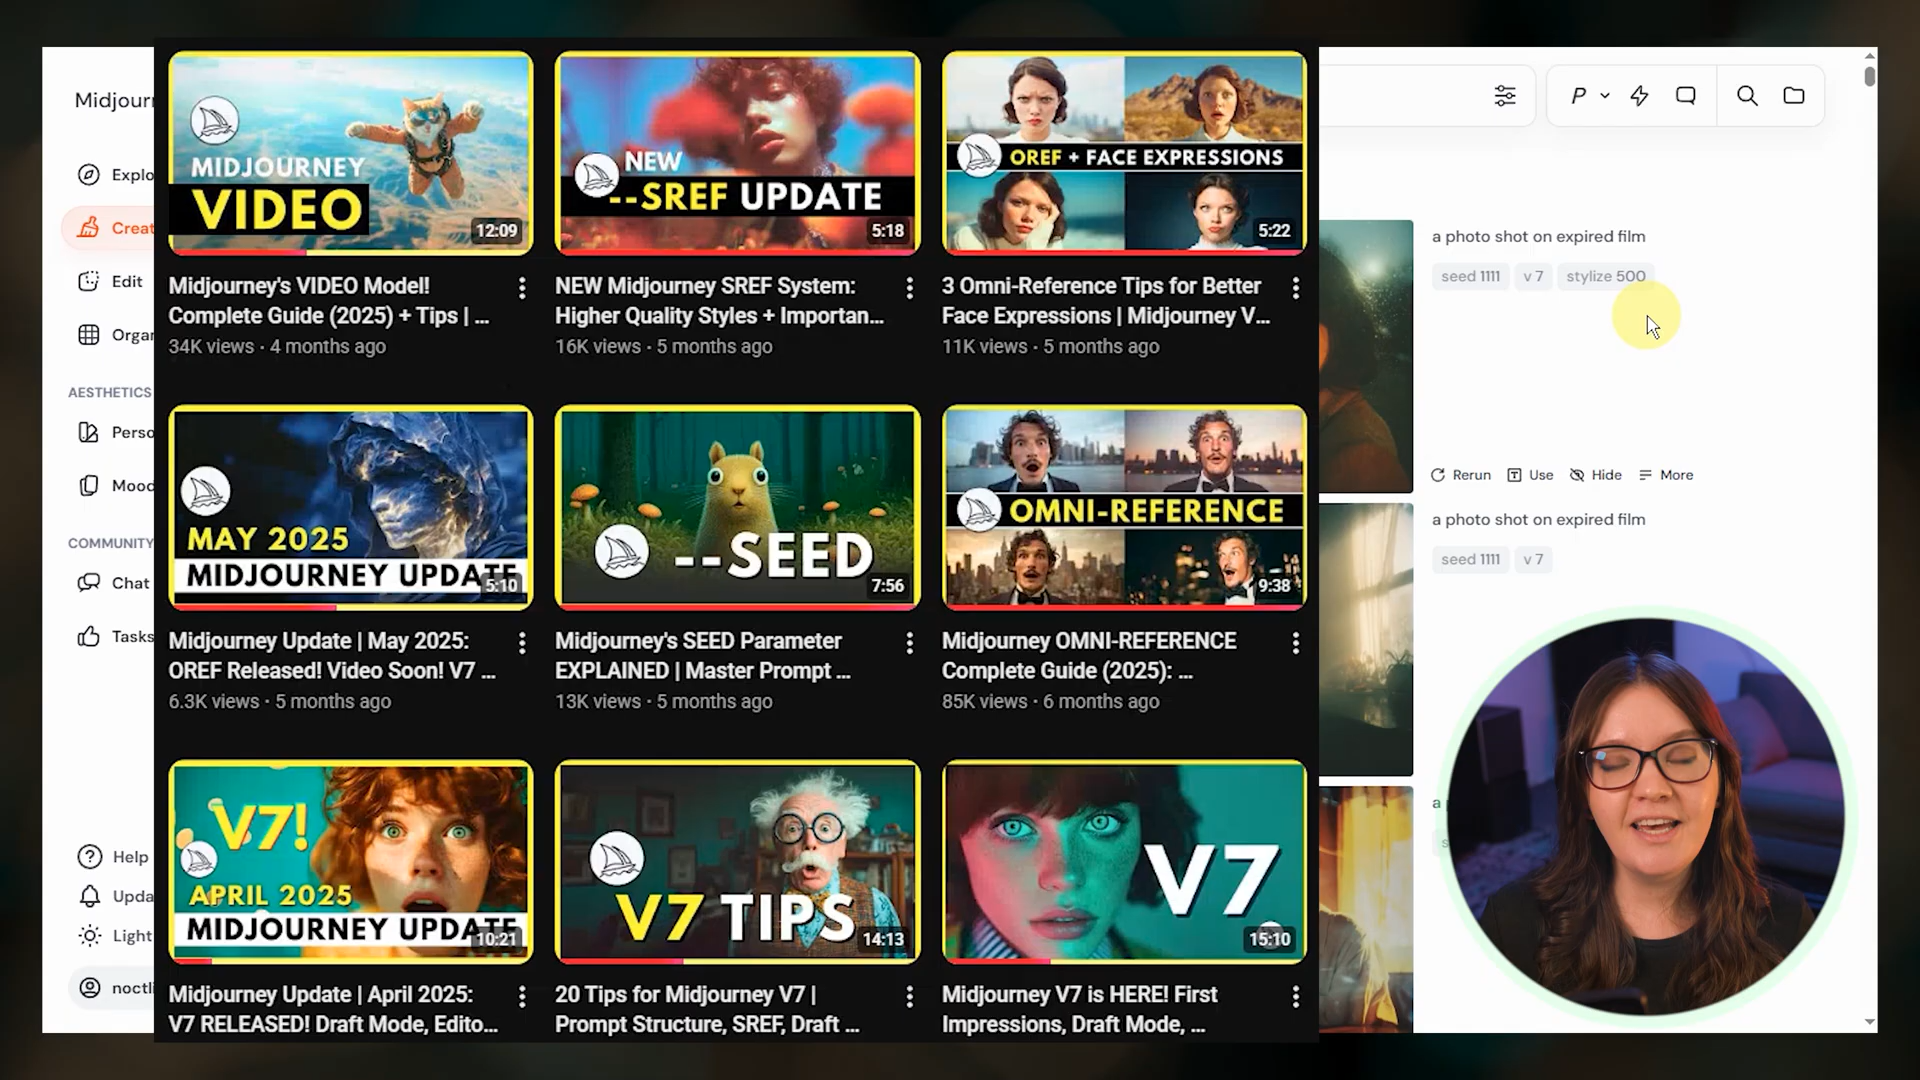 Midjour
Explo
Creat
Edit
Orgar
AESTHETICS
Perso
Mood
COMMUNITY
Chat
Tasks
Help
Upda
Light
noctli
MIDJOURNEY
VIDEO
12:09
Midjourney's VIDEO Model!
Complete Guide (2025) + Tips | ...
34K views · 4 months ago
NEW
--SREF UPDATE
5:18
NEW Midjourney SREF System:
Higher Quality Styles + Importan...
16K views · 5 months ago
OREF + FACE EXPRESSIONS
5:22
3 Omni-Reference Tips for Better
Face Expressions | Midjourney V...
11K views · 5 months ago
MAY 2025
MIDJOURNEY UPDATE
5:10
Midjourney Update | May 2025:
OREF Released! Video Soon! V7 ...
6.3K views · 5 months ago
--SEED
7:56
Midjourney's SEED Parameter
EXPLAINED | Master Prompt ...
13K views · 5 months ago
OMNI-REFERENCE
9:38
Midjourney OMNI-REFERENCE
Complete Guide (2025): ...
85K views · 6 months ago
V7!
APRIL 2025
MIDJOURNEY UPDATE
10:21
Midjourney Update | April 2025:
V7 RELEASED! Draft Mode, Edito...
V7 TIPS
14:13
20 Tips for Midjourney V7 |
Prompt Structure, SREF, Draft ...
V7
15:10
Midjourney V7 is HERE! First
Impressions, Draft Mode, ...
P
a photo shot on expired film
seed 1111 v 7 stylize 500
Rerun Use Hide More
a photo shot on expired film
seed 1111 v 7
a